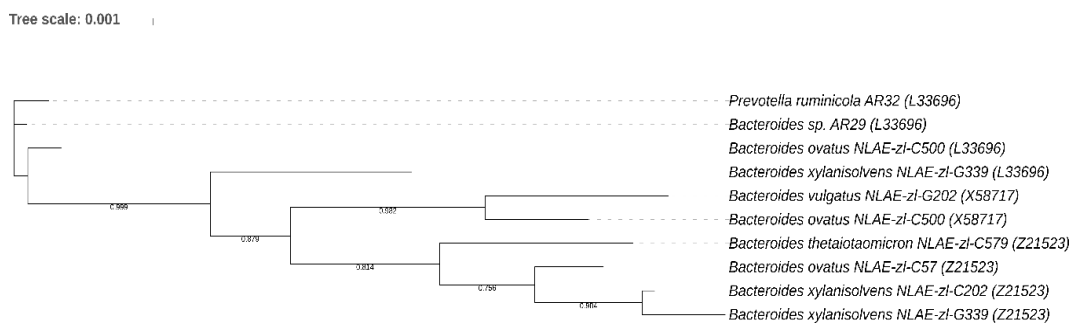 Tree scale: 0.001
Prevotella ruminicola AR32 (L33696)
Bacteroides sp. AR29 (L33696)
Bacteroides ovatus NLAE-zl-C500 (L33696)
Bacteroides xylanisolvens NLAE-zl-G339 (L33696)
Bacteroides vulgatus NLAE-zl-G202 (X58717)
0.999
0.982
Bacteroides ovatus NLAE-zl-C500 (X58717)
0.879
Bacteroides thetaiotaomicron NLAE-zl-C579 (Z21523)
0.814
Bacteroides ovatus NLAE-zl-C57 (Z21523)
0.756
Bacteroides xylanisolvens NLAE-zl-C202 (Z21523)
Bacteroides xylanisolvens NLAE-zl-G339 (Z21523)